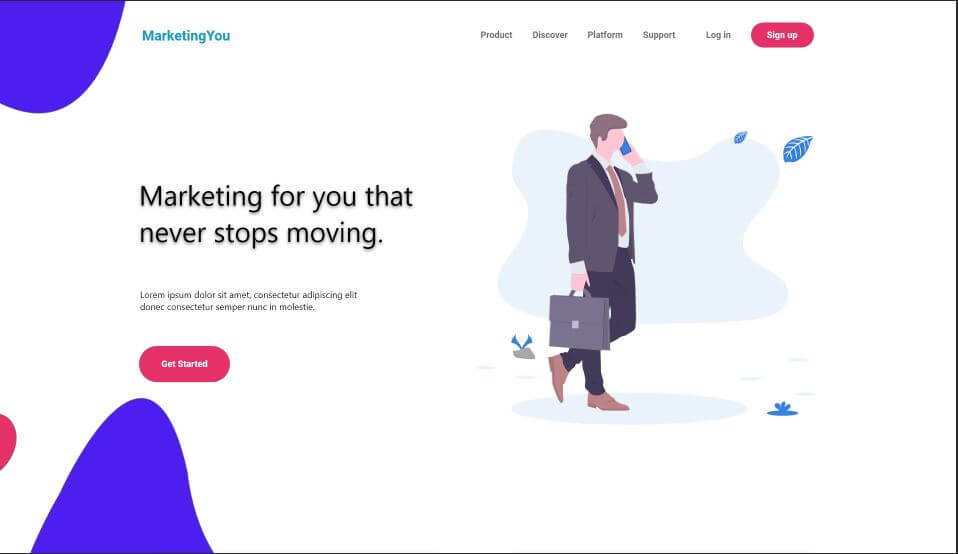 MarketingYou
Product Discover Platform Support Log in Sign up
Marketing for you that
never stops moving.
Lorem ipsum dolor sit amet, consectetur adipiscing elit
donec consectetur semper nunc in molestie.
Get Started